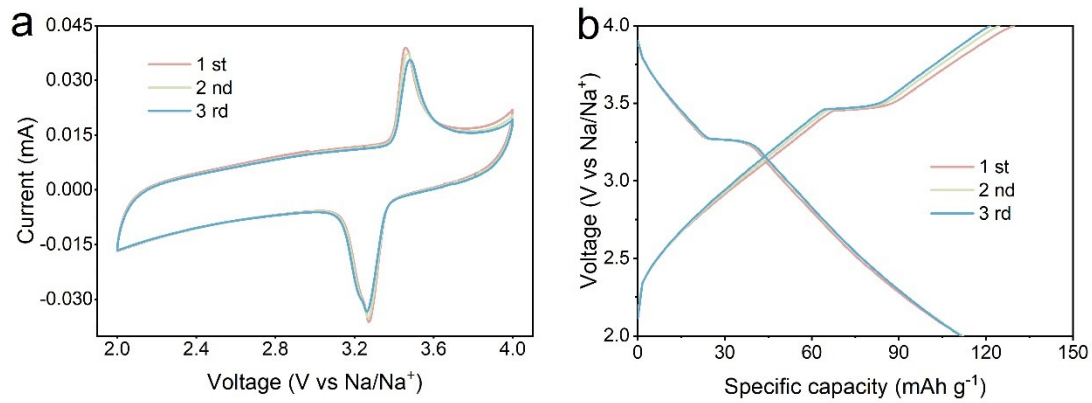 a
0.045
0.030
0.015
0.000
-0.015
-0.030
Current (mA)
1 st
2 nd
3 rd
2.0 2.4 2.8 3.2 3.6 4.0
Voltage (V vs Na/Na⁺)
b
4.0
3.5
3.0
2.5
2.0
Voltage (V vs Na/Na⁺)
1 st
2 nd
3 rd
0 30 60 90 120 150
Specific capacity (mAh g⁻¹)